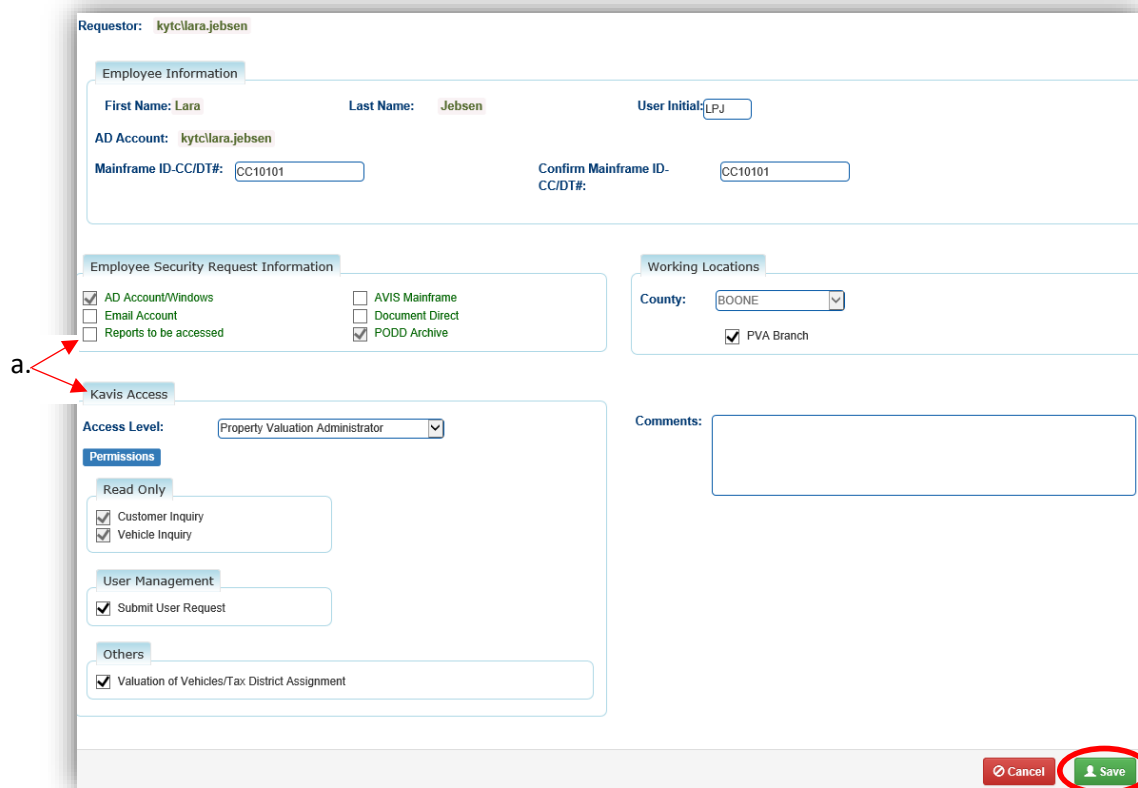 Requestor: kytc\lara.jebsen
Employee Information
First Name: Lara Last Name: Jebsen User Initial: LPJ
AD Account: kytc\lara.jebsen
Mainframe ID-CC/DT#: CC10101 Confirm Mainframe ID-CC/DT#: CC10101
Employee Security Request Information
AD Account/Windows AVIS Mainframe
Email Account Document Direct
Reports to be accessed PODD Archive
Working Locations
County: BOONE
PVA Branch
a.
Kavis Access
Access Level: Property Valuation Administrator
Permissions
Read Only
Customer Inquiry
Vehicle Inquiry
User Management
Submit User Request
Others
Valuation of Vehicles/Tax District Assignment
Comments:
Cancel Save